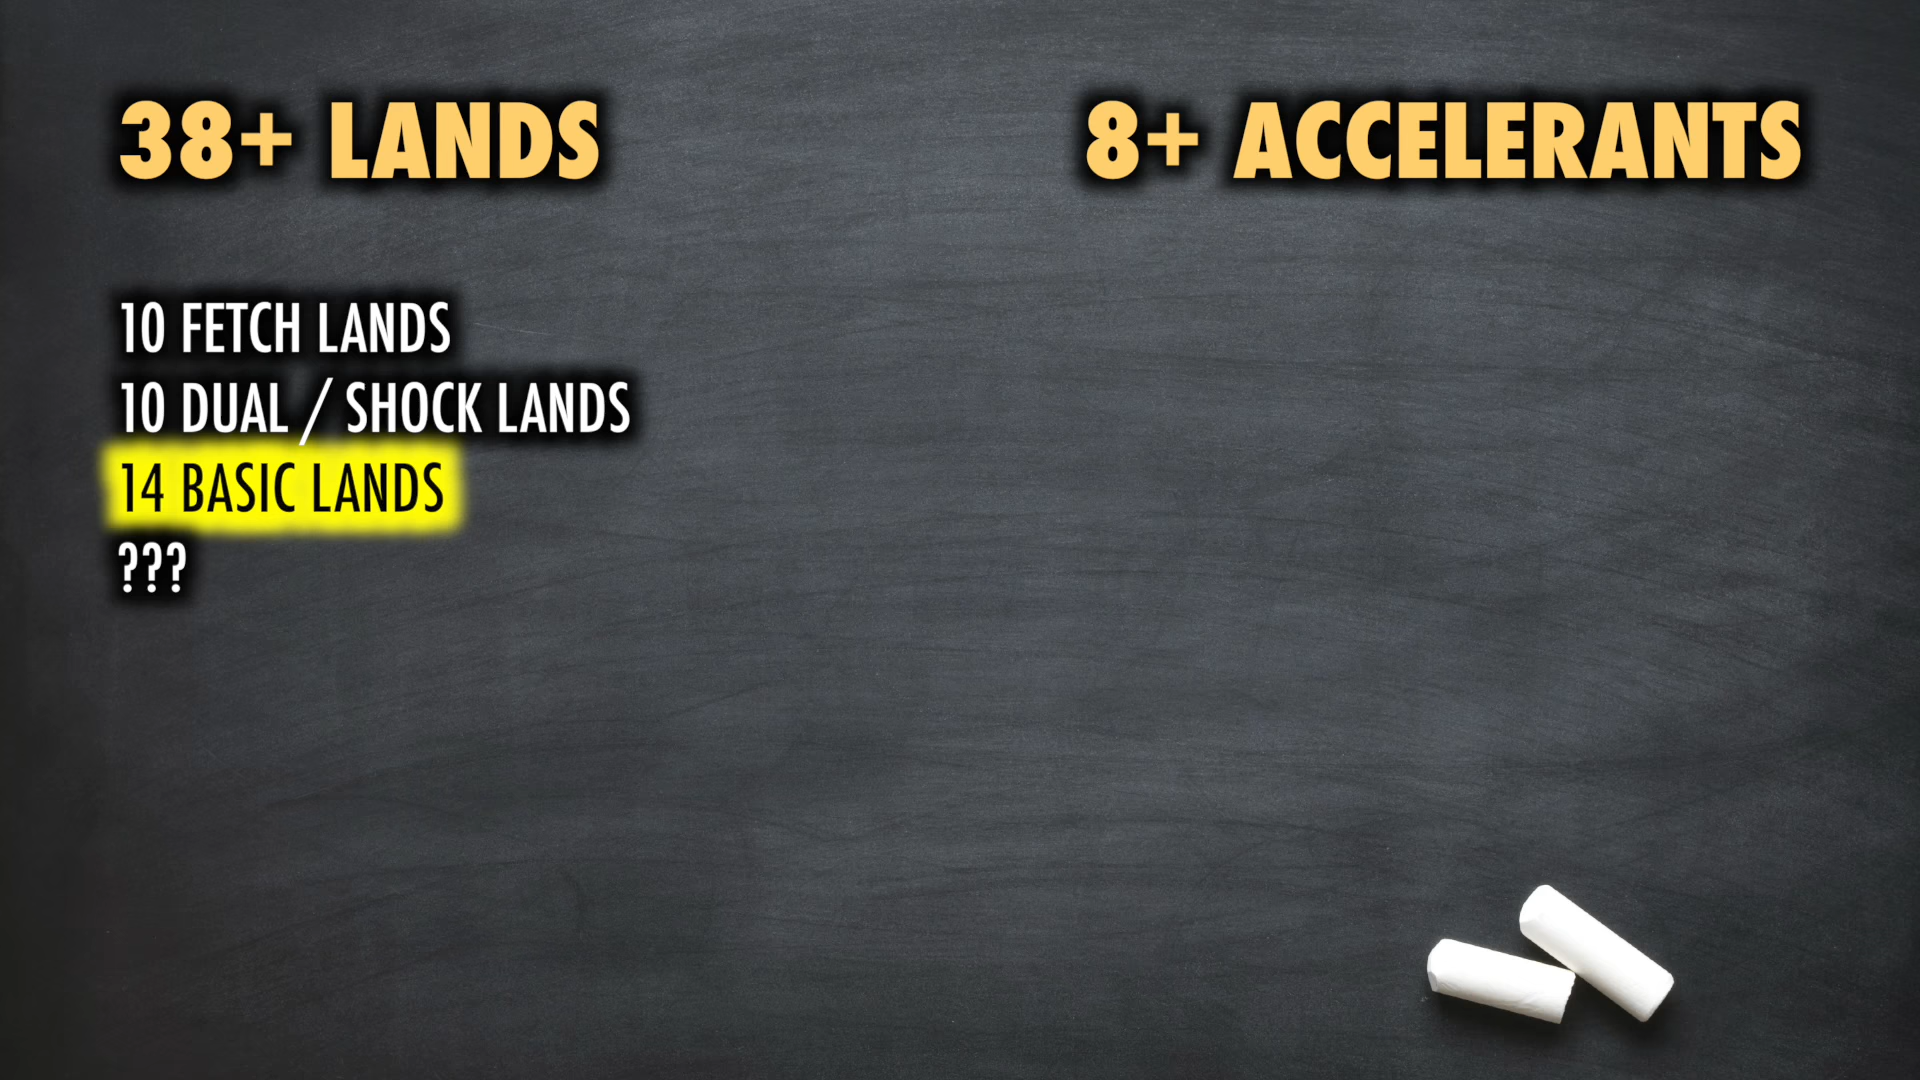 38+ LANDS
8+ ACCELERANTS
10 FETCH LANDS
10 DUAL / SHOCK LANDS
14 BASIC LANDS
???